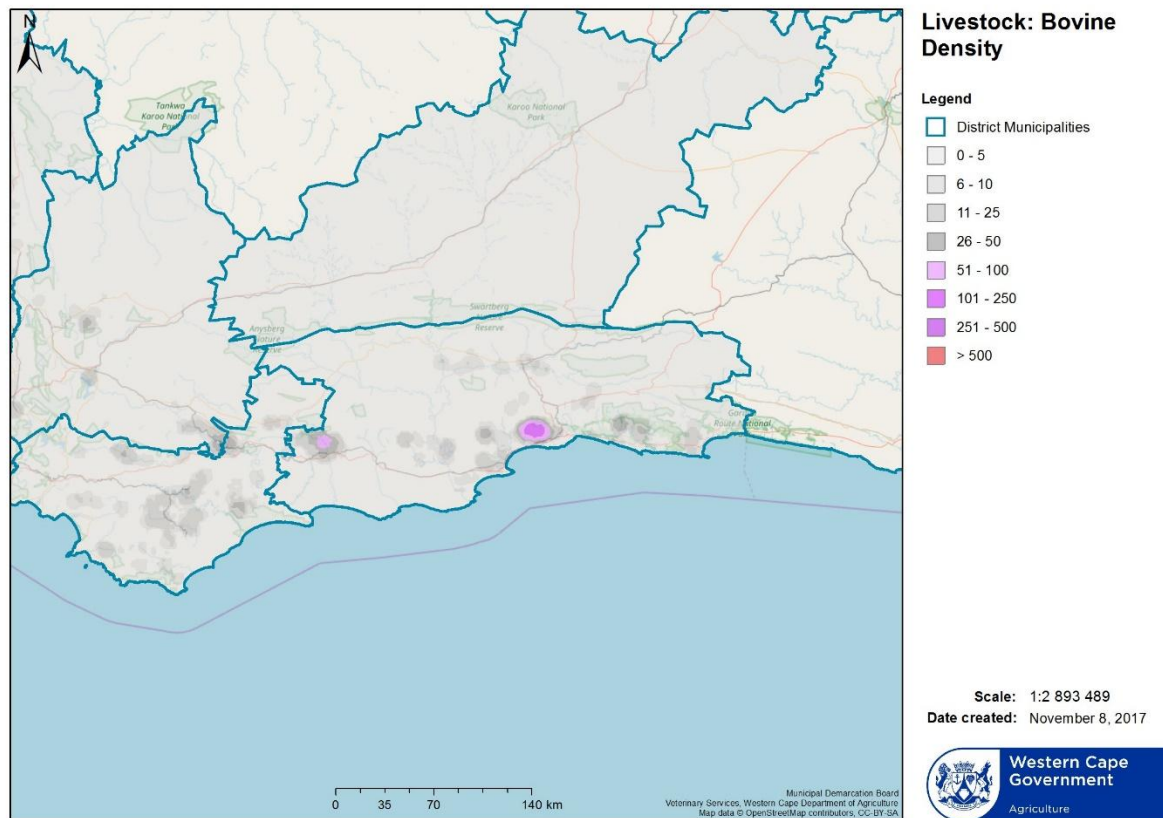 N
Tankwa
Karoo National
Park
Karoo National
Park
Swartberg
Nature
Reserve
Anysberg
Nature
Reserve
Garden
Route National
0 35 70 140 km
Municipal Demarcation Board
Veterinary Services, Western Cape Department of Agriculture
Map data © OpenStreetMap contributors, CC-BY-SA
Livestock: Bovine
Density
Legend
District Municipalities
0 - 5
6 - 10
11 - 25
26 - 50
51 - 100
101 - 250
251 - 500
> 500
Scale: 1:2 893 489
Date created: November 8, 2017
Western Cape
Government
Agriculture